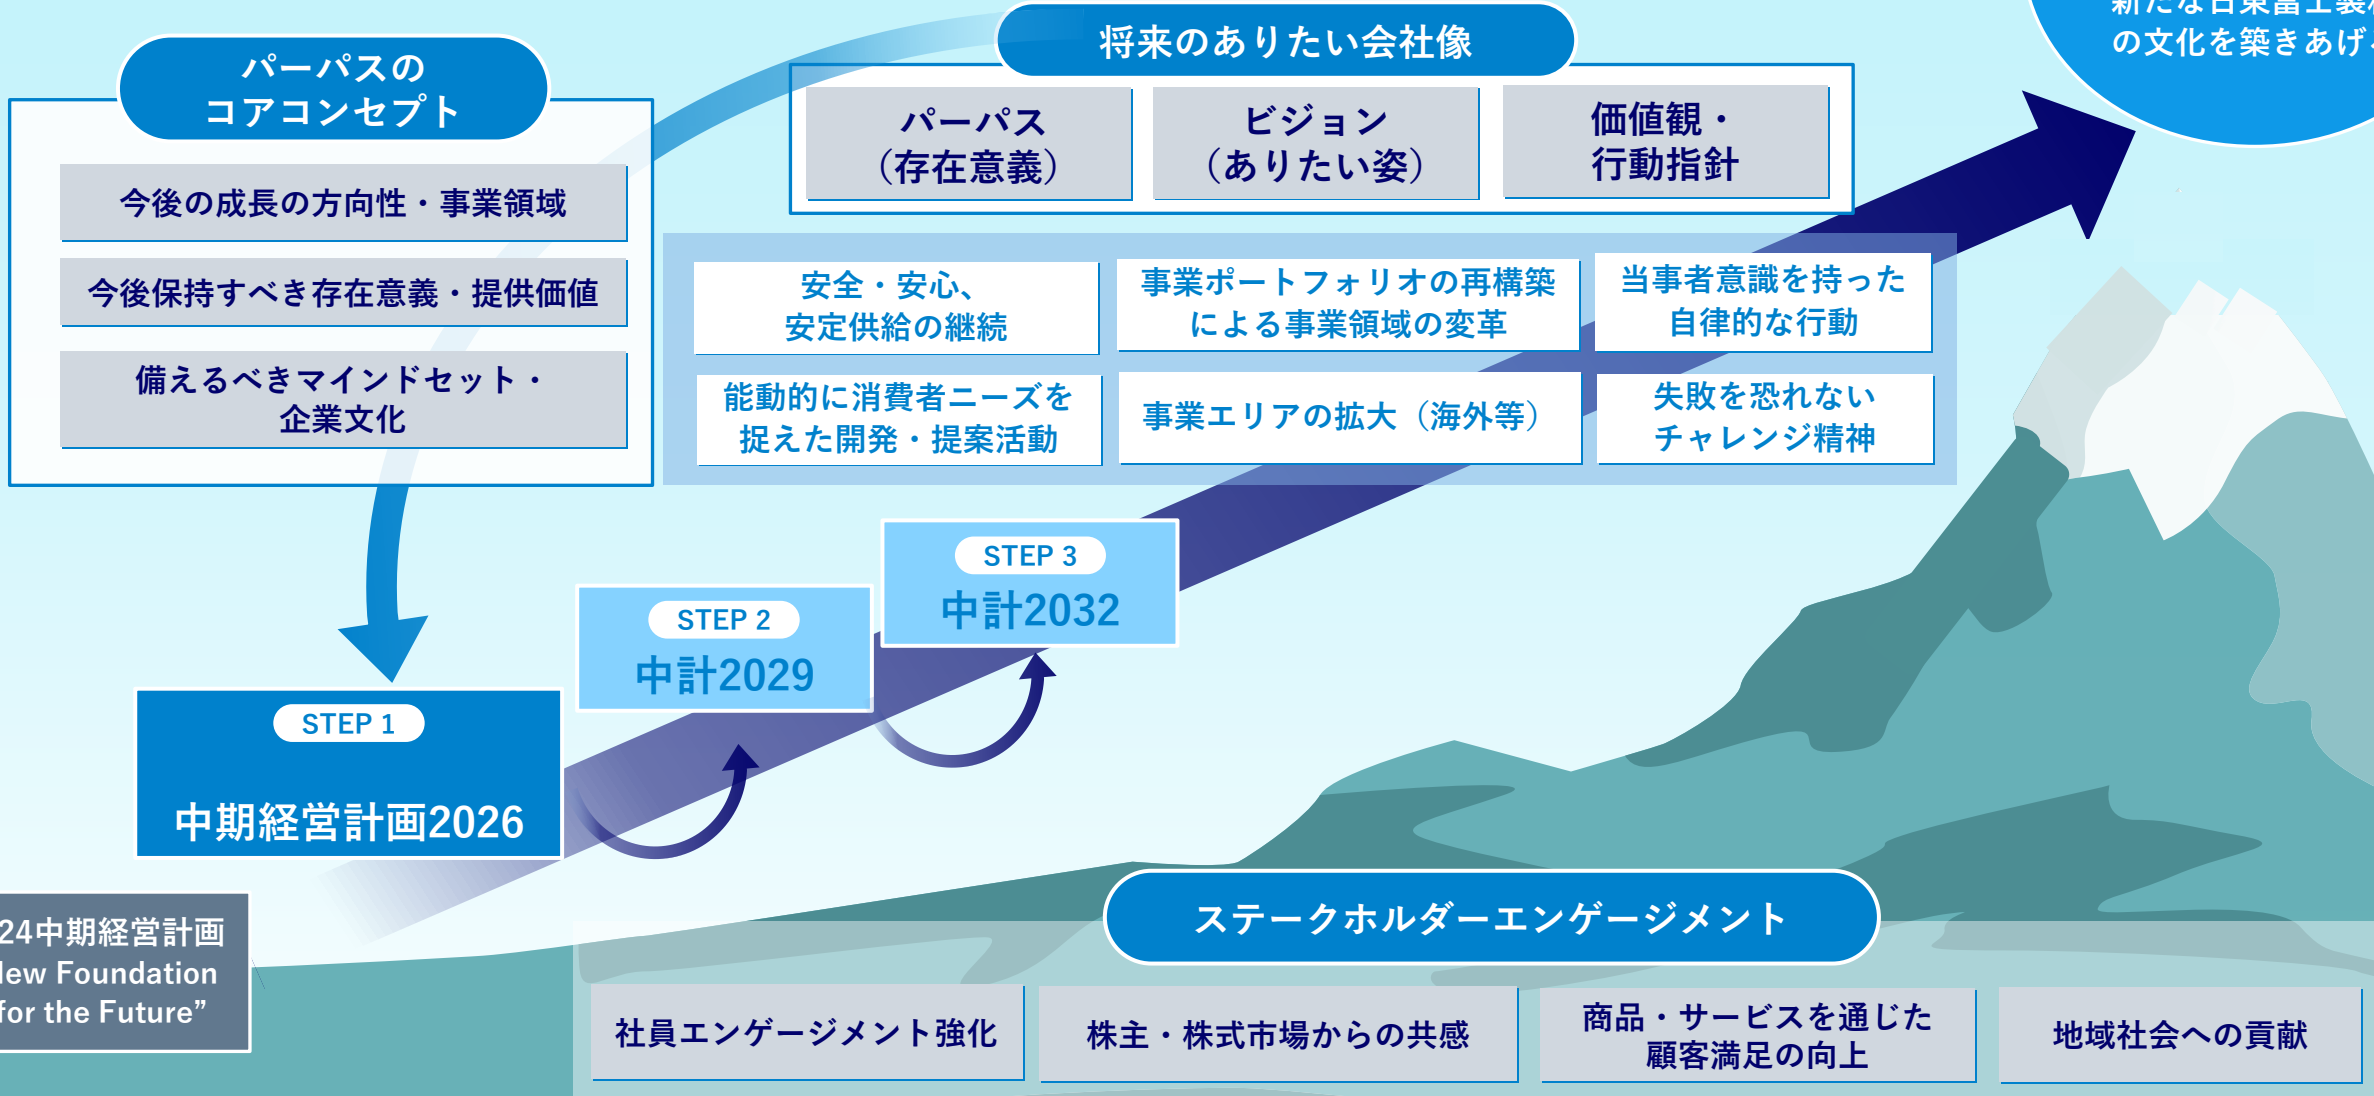 パーパスの
コアコンセプト
今後の成長の方向性・事業領域
今後保持すべき存在意義・提供価値
備えるべきマインドセット・
企業文化
将来のありたい会社像
パーパス
（存在意義）
ビジョン
（ありたい姿）
価値観・
行動指針
新たな日東富士製粉
の文化を築きあげる
安全・安心、
安定供給の継続
事業ポートフォリオの再構築
による事業領域の変革
当事者意識を持った
自律的な行動
能動的に消費者ニーズを
捉えた開発・提案活動
事業エリアの拡大（海外等）
失敗を恐れない
チャレンジ精神
STEP 3
中計2032
STEP 2
中計2029
STEP 1
中期経営計画2026
24中期経営計画
New Foundation
for the Future”
ステークホルダーエンゲージメント
社員エンゲージメント強化
株主・株式市場からの共感
商品・サービスを通じた
顧客満足の向上
地域社会への貢献